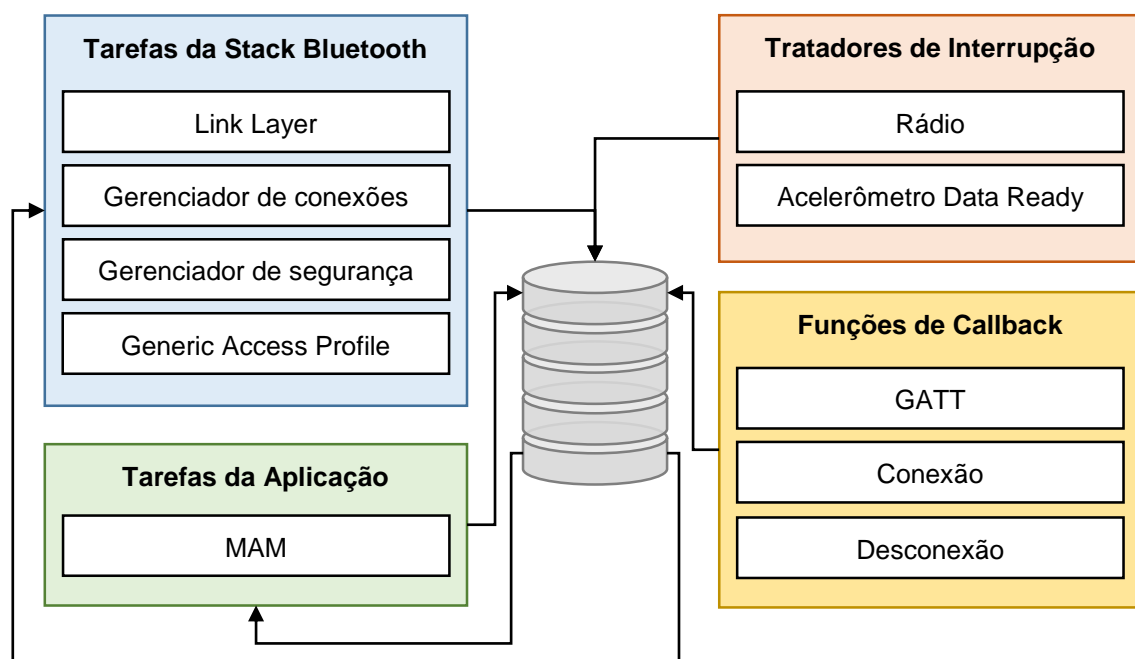 Tarefas da Stack Bluetooth
Link Layer
Gerenciador de conexões
Gerenciador de segurança
Generic Access Profile
Tratadores de Interrupção
Rádio
Acelerômetro Data Ready
Funções de Callback
GATT
Conexão
Desconexão
Tarefas da Aplicação
MAM